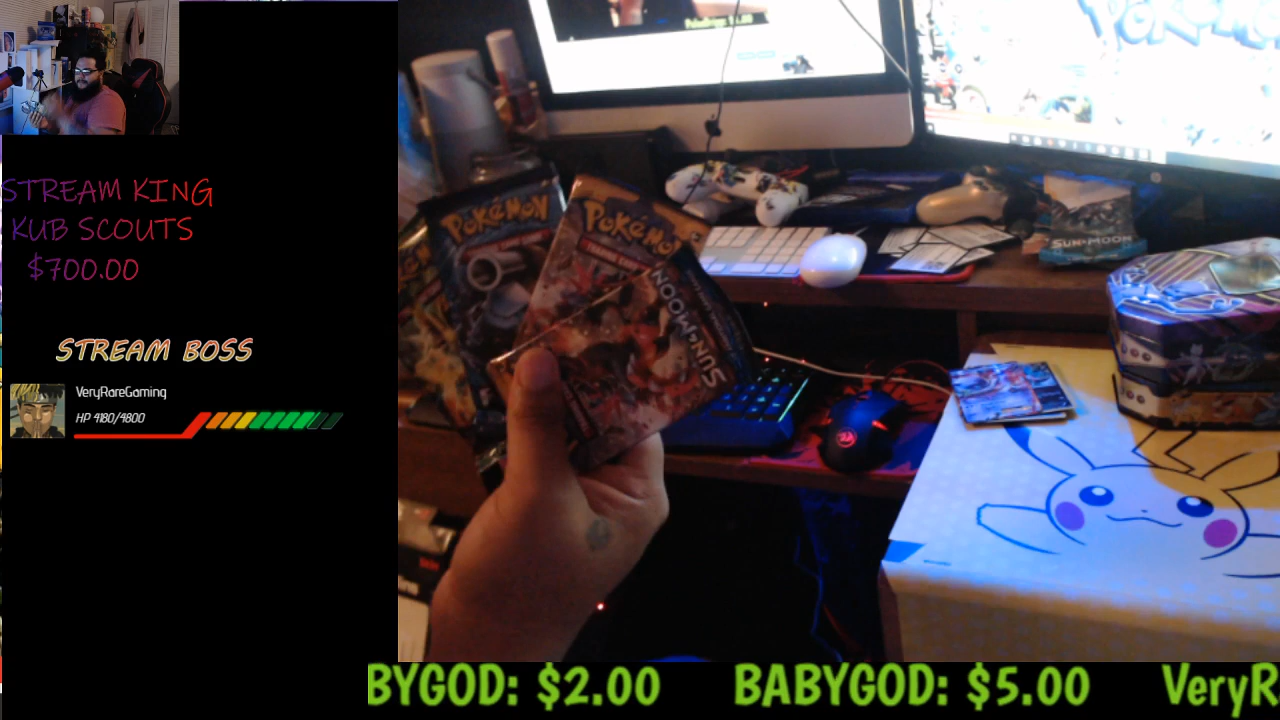 STREAM KING
KUB SCOUTS
$700.00
STREAM BOSS
VeryRareGaming
HP 4180/4800
POKÉMON
POKÉMON
SUN & MOON
SUN & MOON
BYGOD: $2.00
BABYGOD: $5.00
VeryR